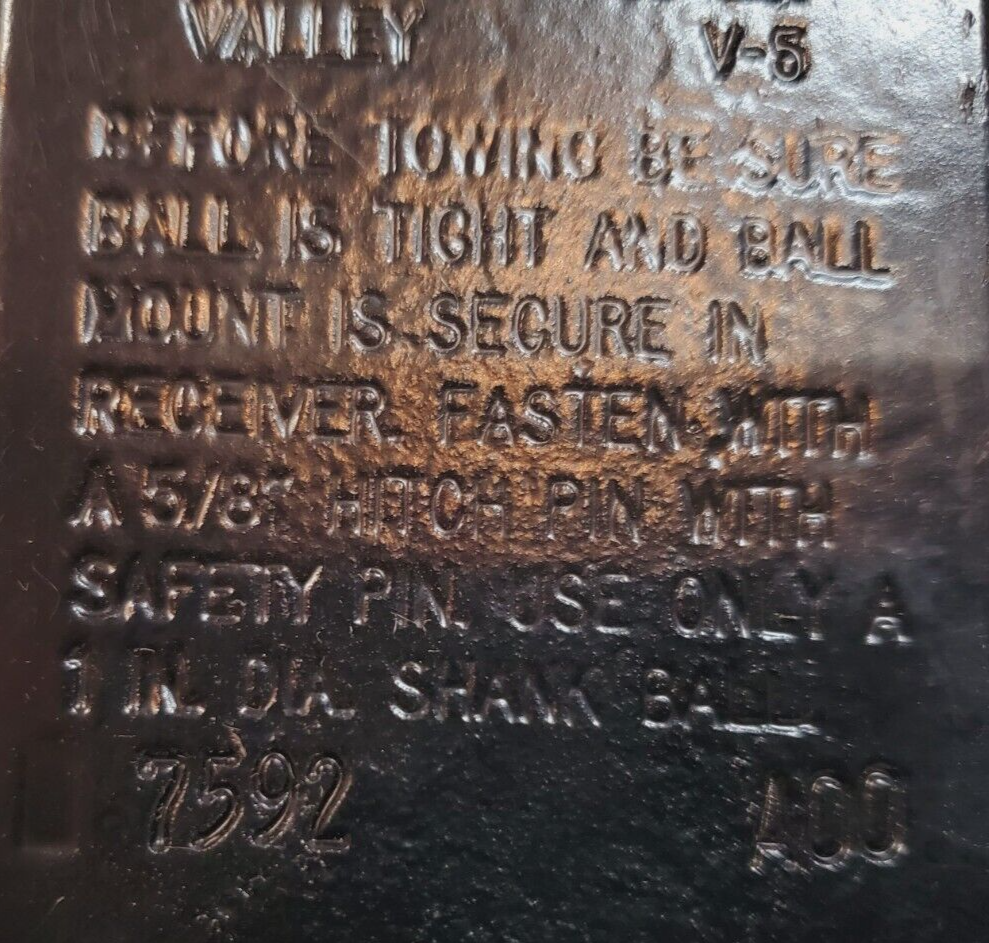 VALLEY V-5
BEFORE TOWING BE SURE
BALL IS TIGHT AND BALL
MOUNT IS SECURE IN
RECEIVER. FASTEN WITH
A 5/8" HITCH PIN WITH
SAFETY PIN. USE ONLY A
1 IN. DIA. SHANK BALL
7592 400